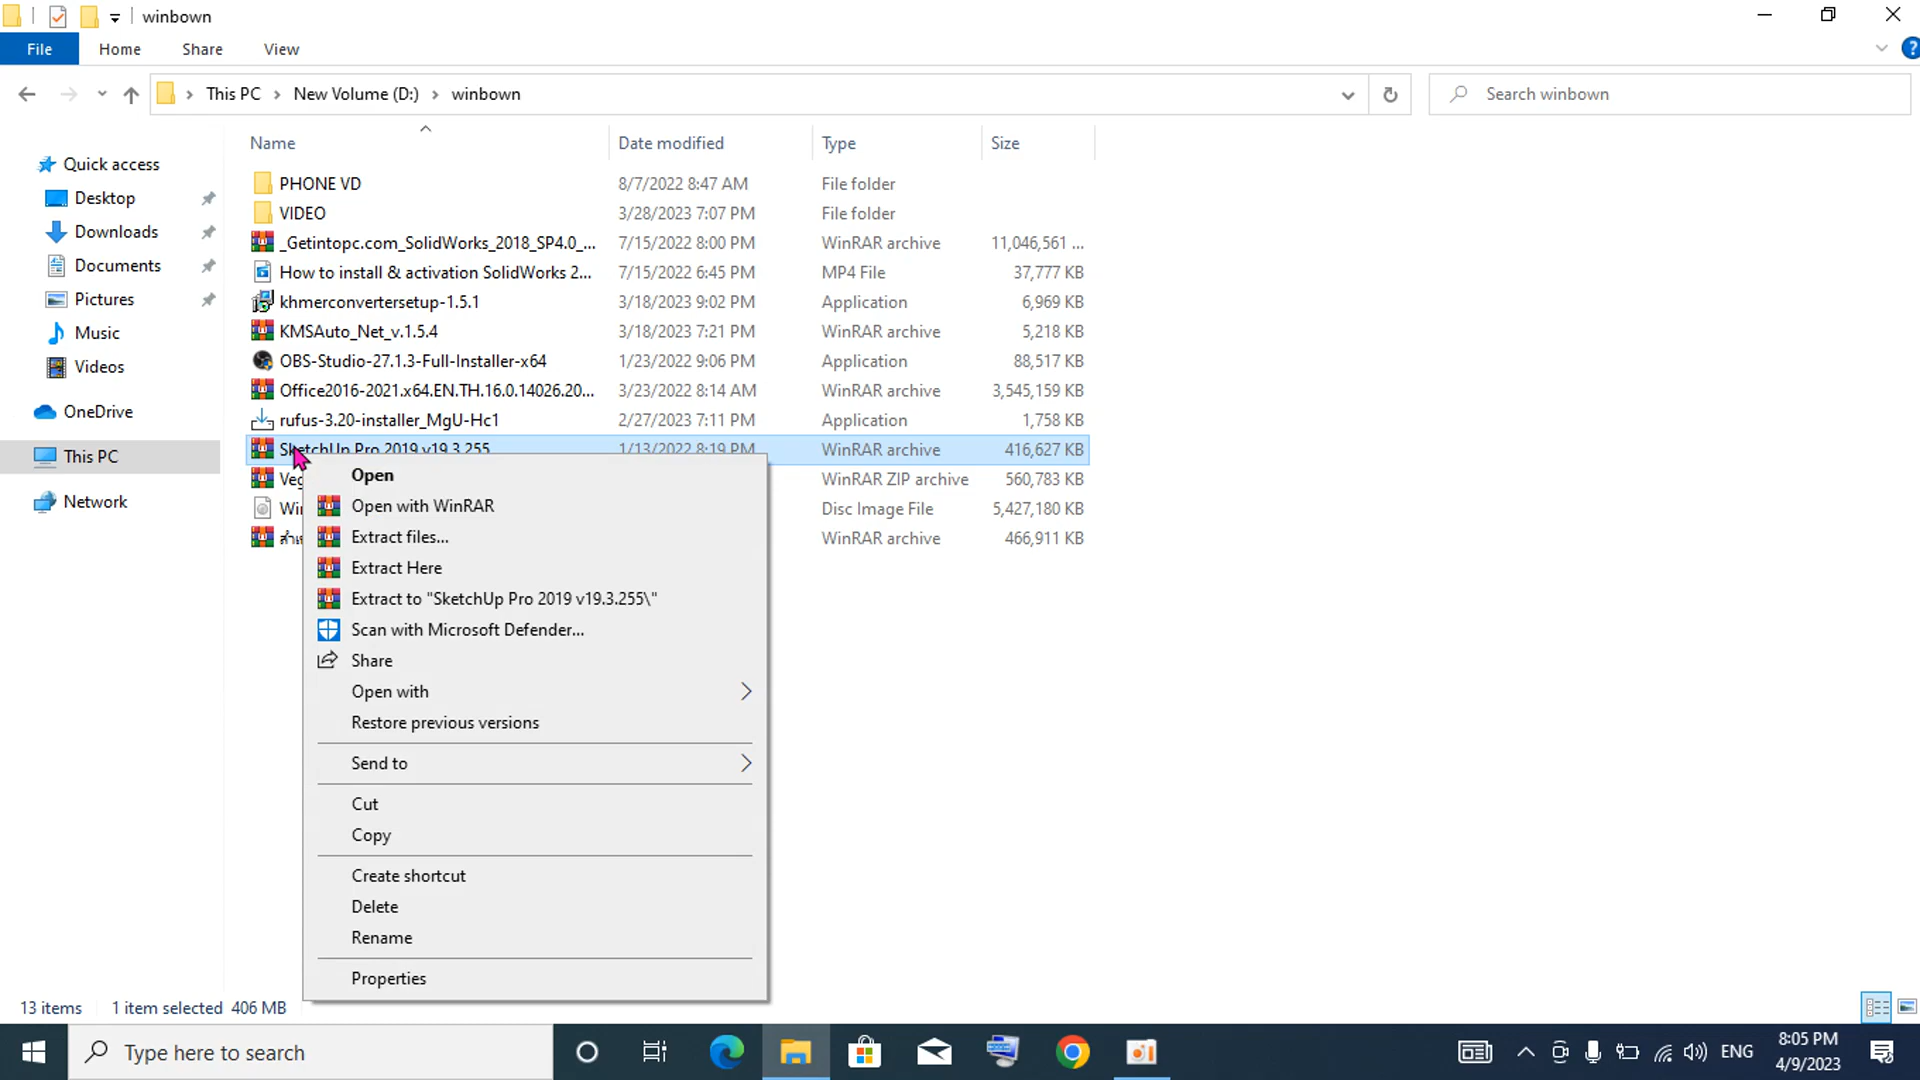 winbown
File Home Share View
This PC New Volume (D:) winbown
Search winbown
Name Date modified Type Size
Quick access
Desktop
Downloads
Documents
Pictures
Music
Videos
OneDrive
This PC
Network
PHONE VD 8/7/2022 8:47 AM File folder
VIDEO 3/28/2023 7:07 PM File folder
_Getintopc.com_SolidWorks_2018_SP4.0_... 7/15/2022 8:00 PM WinRAR archive 11,046,561 ...
How to install & activation SolidWorks 2... 7/15/2022 6:45 PM MP4 File 37,777 KB
khmerconvertersetup-1.5.1 3/18/2023 9:02 PM Application 6,969 KB
KMSAuto_Net_v.1.5.4 3/18/2023 7:21 PM WinRAR archive 5,218 KB
OBS-Studio-27.1.3-Full-Installer-x64 1/23/2022 9:06 PM Application 88,517 KB
Office2016-2021.x64.EN.TH.16.0.14026.20... 3/23/2022 8:14 AM WinRAR archive 3,545,159 KB
rufus-3.20-installer_MgU-Hc1 2/27/2023 7:11 PM Application 1,758 KB
SketchUp Pro 2019 v19.3.255 1/13/2022 8:19 PM WinRAR archive 416,627 KB
WinRAR ZIP archive 560,783 KB
Disc Image File 5,427,180 KB
WinRAR archive 466,911 KB
Open
Open with WinRAR
Extract files...
Extract Here
Extract to "SketchUp Pro 2019 v19.3.255\"
Scan with Microsoft Defender...
Share
Open with
Restore previous versions
Send to
Cut
Copy
Create shortcut
Delete
Rename
Properties
13 items 1 item selected 406 MB
Type here to search
ENG
8:05 PM
4/9/2023